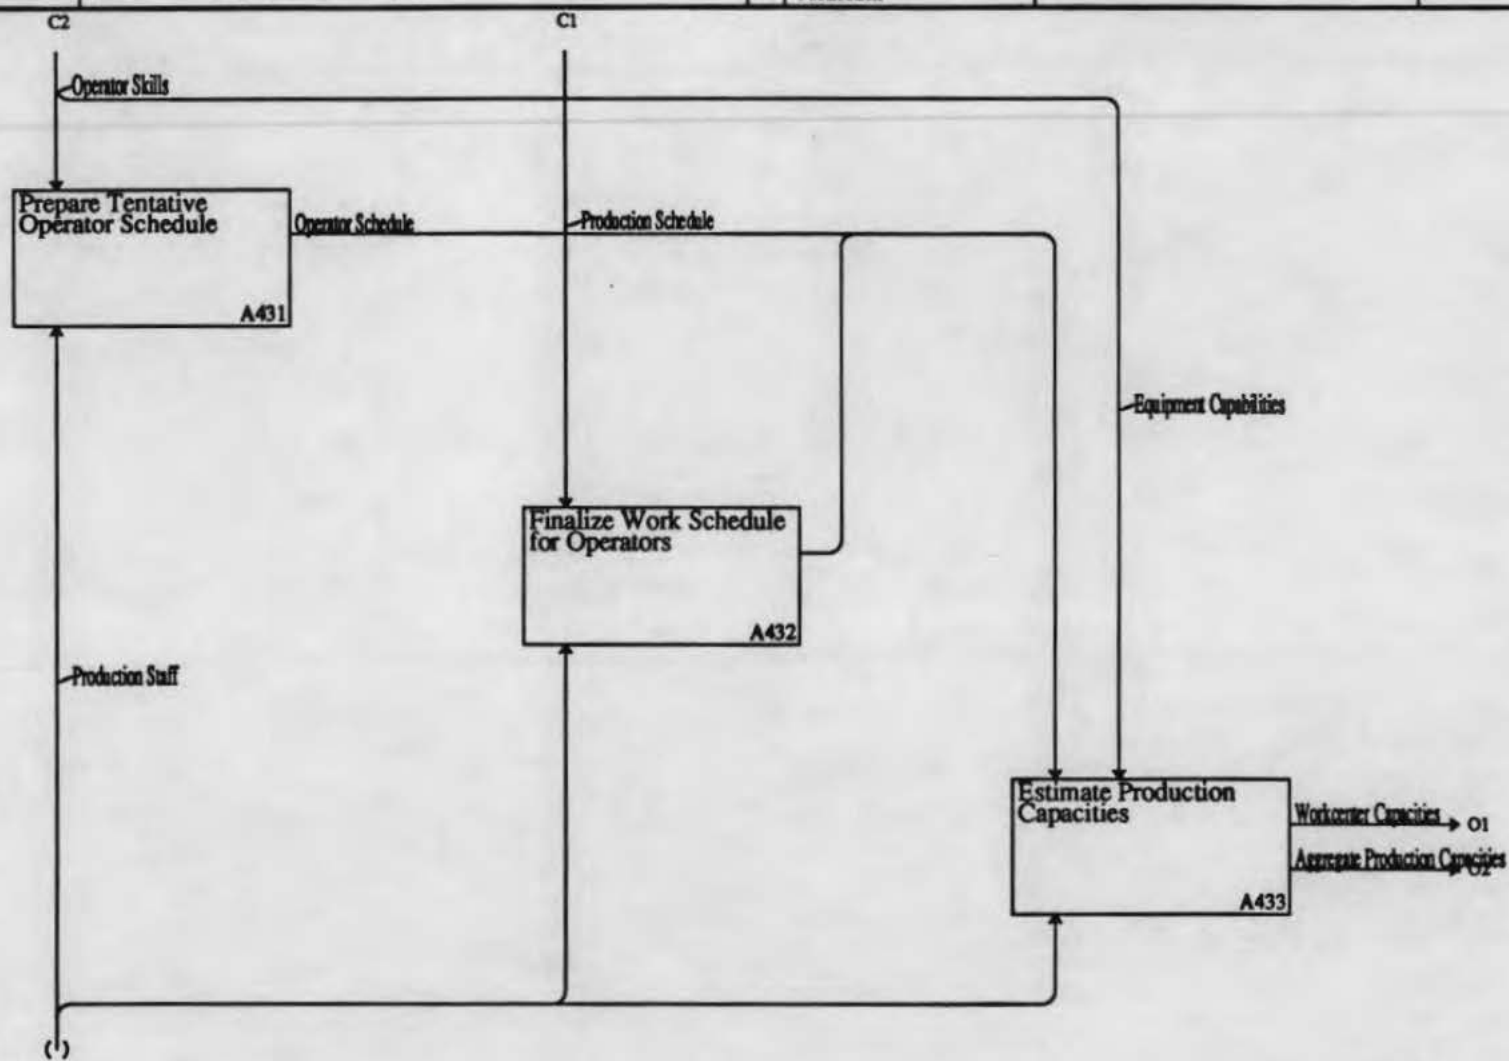 C2
C1
Operator Skills
Prepare Tentative
Operator Schedule
A431
Operator Schedule
Production Schedule
Equipment Capabilities
Finalize Work Schedule
for Operators
A432
Production Staff
Estimate Production
Capacities
A433
Workcenter Capacities
O1
Aggregate Production Capacities
O2
( )